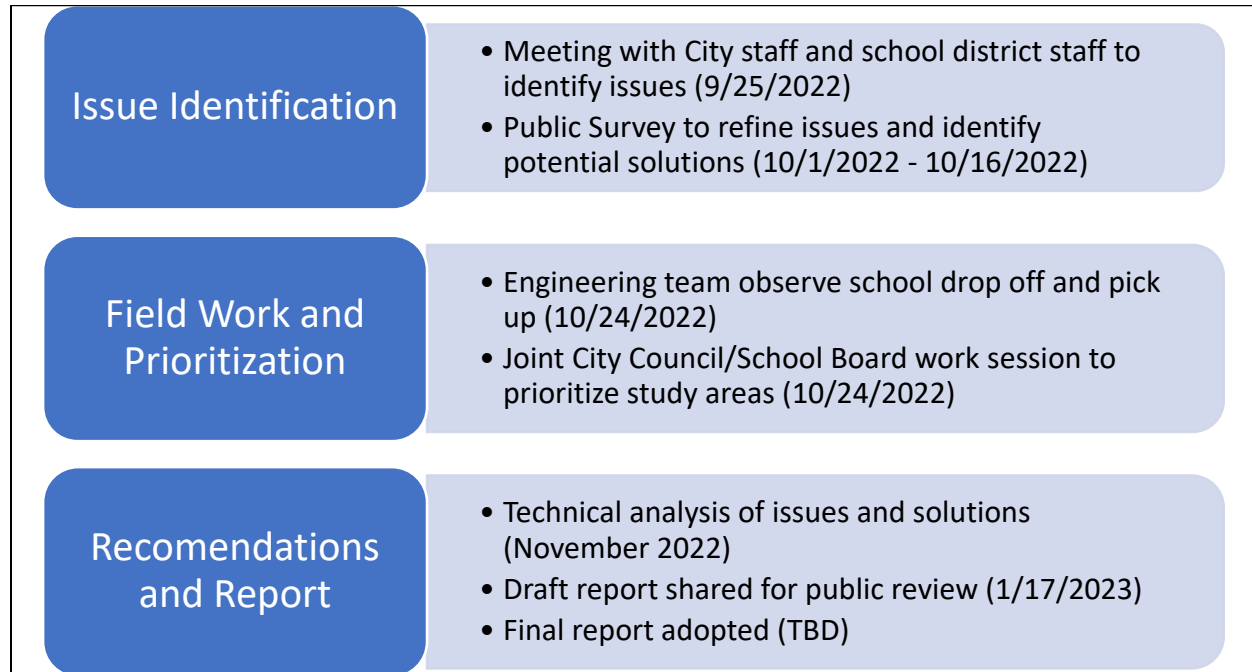 Issue Identification
• Meeting with City staff and school district staff to
identify issues (9/25/2022)
• Public Survey to refine issues and identify
potential solutions (10/1/2022 - 10/16/2022)
Field Work and
Prioritization
• Engineering team observe school drop off and pick
up (10/24/2022)
• Joint City Council/School Board work session to
prioritize study areas (10/24/2022)
Recomendations
and Report
• Technical analysis of issues and solutions
(November 2022)
• Draft report shared for public review (1/17/2023)
• Final report adopted (TBD)